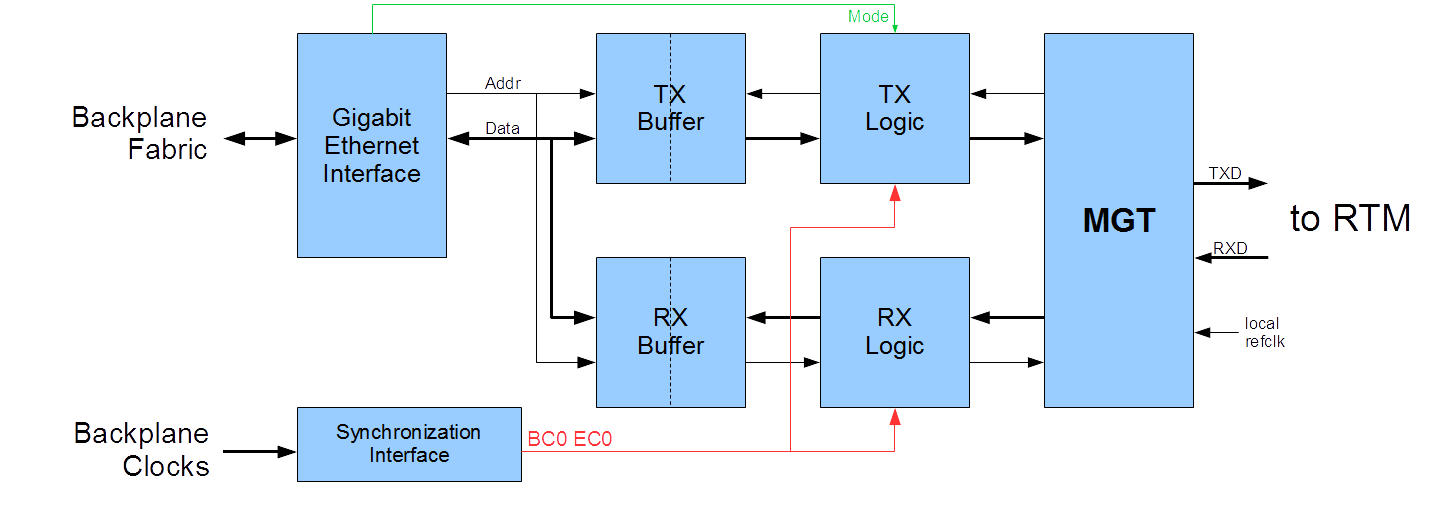 Mode
Backplane
Fabric
Gigabit
Ethernet
Interface
Addr
Data
TX
Buffer
TX
Logic
MGT
TXD
RXD
to RTM
local
refclk
RX
Buffer
RX
Logic
Backplane
Clocks
Synchronization
Interface
BC0 EC0